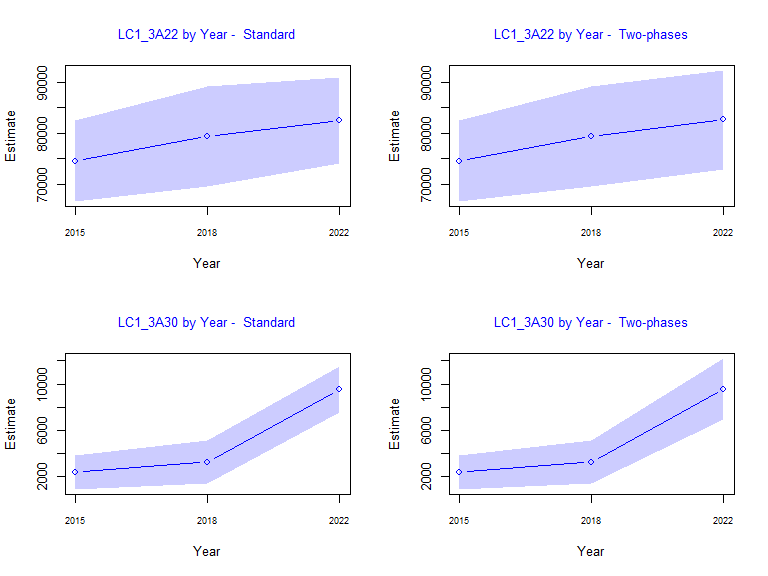 LC1_3A22 by Year -  Standard
Estimate
70000
80000
90000
2015
2018
2022
Year
LC1_3A22 by Year -  Two-phases
Estimate
70000
80000
90000
2015
2018
2022
Year
LC1_3A30 by Year -  Standard
Estimate
2000
6000
10000
2015
2018
2022
Year
LC1_3A30 by Year -  Two-phases
Estimate
2000
6000
10000
2015
2018
2022
Year